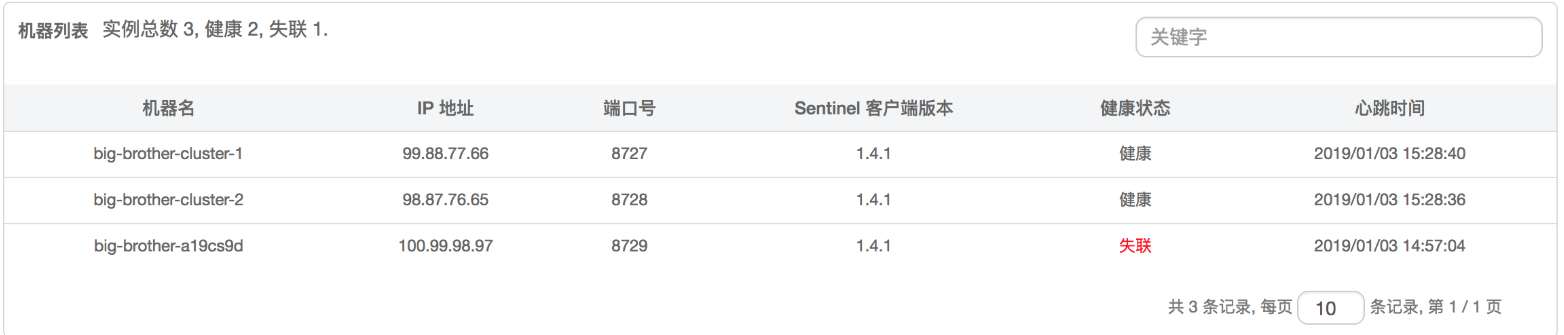 机器列表 实例总数 3, 健康 2, 失联 1.
关键字
机器名 IP 地址 端口号 Sentinel 客户端版本 健康状态 心跳时间
big-brother-cluster-1 99.88.77.66 8727 1.4.1 健康 2019/01/03 15:28:40
big-brother-cluster-2 98.87.76.65 8728 1.4.1 健康 2019/01/03 15:28:36
big-brother-a19cs9d 100.99.98.97 8729 1.4.1 失联 2019/01/03 14:57:04
共 3 条记录, 每页 10 条记录, 第 1 / 1 页